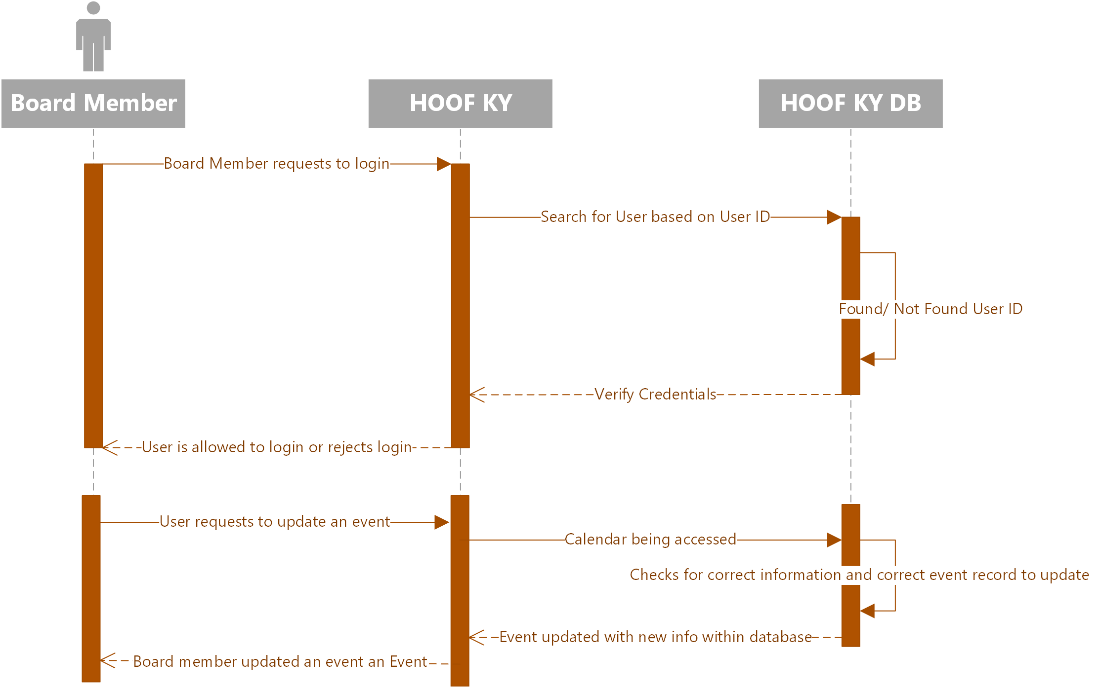 Board Member
HOOF KY
HOOF KY DB
Board Member requests to login
Search for User based on User ID
Found/ Not Found User ID
Verify Credentials
User is allowed to login or rejects login
User requests to update an event
Calendar being accessed
Checks for correct information and correct event record to update
Event updated with new info within database
Board member updated an event an Event